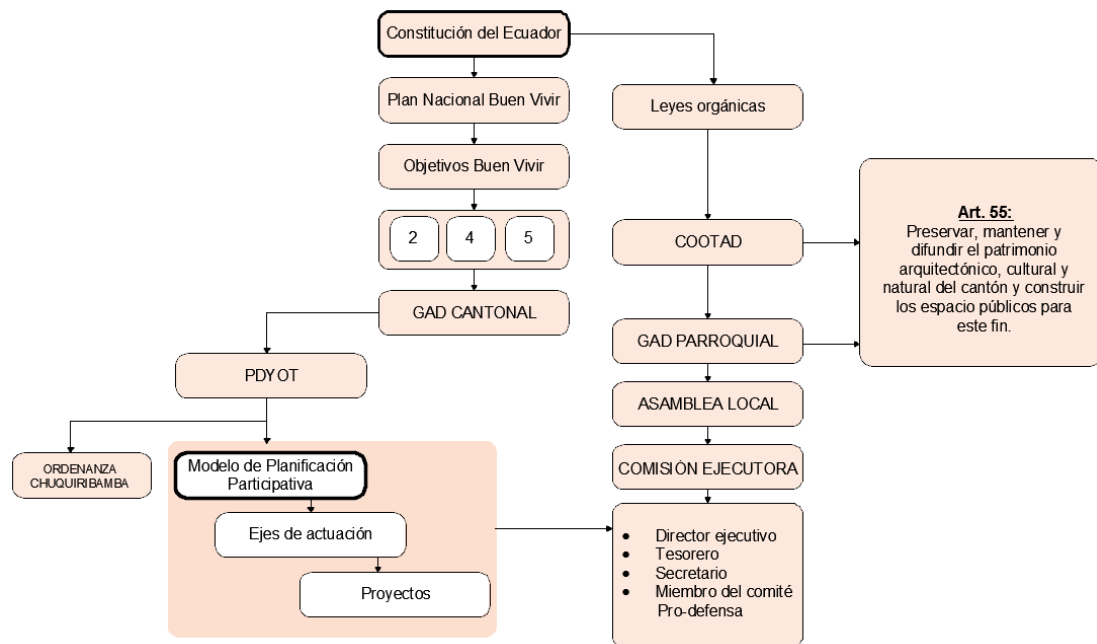 Constitución del Ecuador
Plan Nacional Buen Vivir
Leyes orgánicas
Objetivos Buen Vivir
2 4 5
COOTAD
Art. 55:
Preservar, mantener y
difundir el patrimonio
arquitectónico, cultural y
natural del cantón y construir
los espacio públicos para
este fin.
GAD CANTONAL
GAD PARROQUIAL
PDYOT
ASAMBLEA LOCAL
ORDENANZA
CHUQUIRIBAMBA
Modelo de Planificación
Participativa
COMISIÓN EJECUTORA
Ejes de actuación
Proyectos
• Director ejecutivo
• Tesorero
• Secretario
• Miembro del comité
Pro-defensa